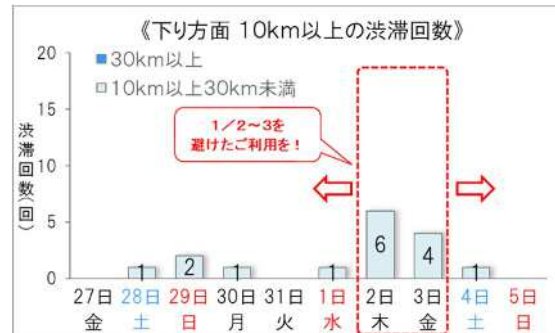 《下り方面 10km以上の渋滞回数》
20
15
10
5
0
渋滞回数(回)
30km以上
10km以上30km未満
1/2~3を
避けたご利用を!
1
2
1
1
6
4
1
27日 28日 29日 30日 31日 1日 2日 3日 4日 5日
金 土 日 月 火 水 木 金 土 日